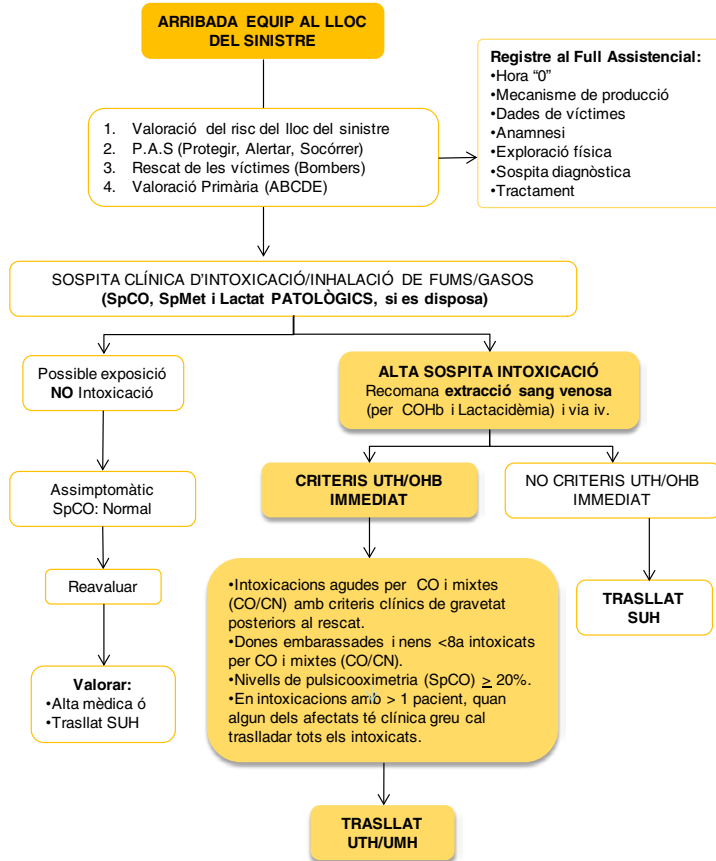 ARRIBADA EQUIP AL LLOC
DEL SINISTRE
Registre al Full Assistencial:
•Hora “0”
•Mecanisme de producció
•Dades de víctimes
•Anamnesi
•Exploració física
•Sospita diagnòstica
•Tractament
1. Valoració del risc del lloc del sinistre
2. P.A.S (Protegir, Alertar, Socórrer)
3. Rescat de les víctimes (Bombers)
4. Valoració Primària (ABCDE)
SOSPITA CLÍNICA D’INTOXICACIÓ/INHALACIÓ DE FUMS/GASOS
(SpCO, SpMet i Lactat PATOLÒGICS, si es disposa)
Possible exposició
NO Intoxicació
ALTA SOSPITA INTOXICACIÓ
Recomana extracció sang venosa
(per COHb i Lactacidèmia) i via iv.
Assimptomàtic
SpCO: Normal
CRITERIS UTH/OHB
IMMEDIAT
NO CRITERIS UTH/OHB
IMMEDIAT
Reavaluar
•Intoxicacions agudes per CO i mixtes
(CO/CN) amb criteris clínics de gravetat
posteriors al rescat.
•Dones embarassades i nens <8a intoxicats
per CO i mixtes (CO/CN).
•Nivells de pulsicooximetria (SpCO) ≥ 20%.
•En intoxicacions amb > 1 pacient, quan
algun dels afectats té clínica greu cal
traslladar tots els intoxicats.
TRASLLAT
SUH
Valorar:
•Alta mèdica ó
•Trasllat SUH
TRASLLAT
UTH/UMH